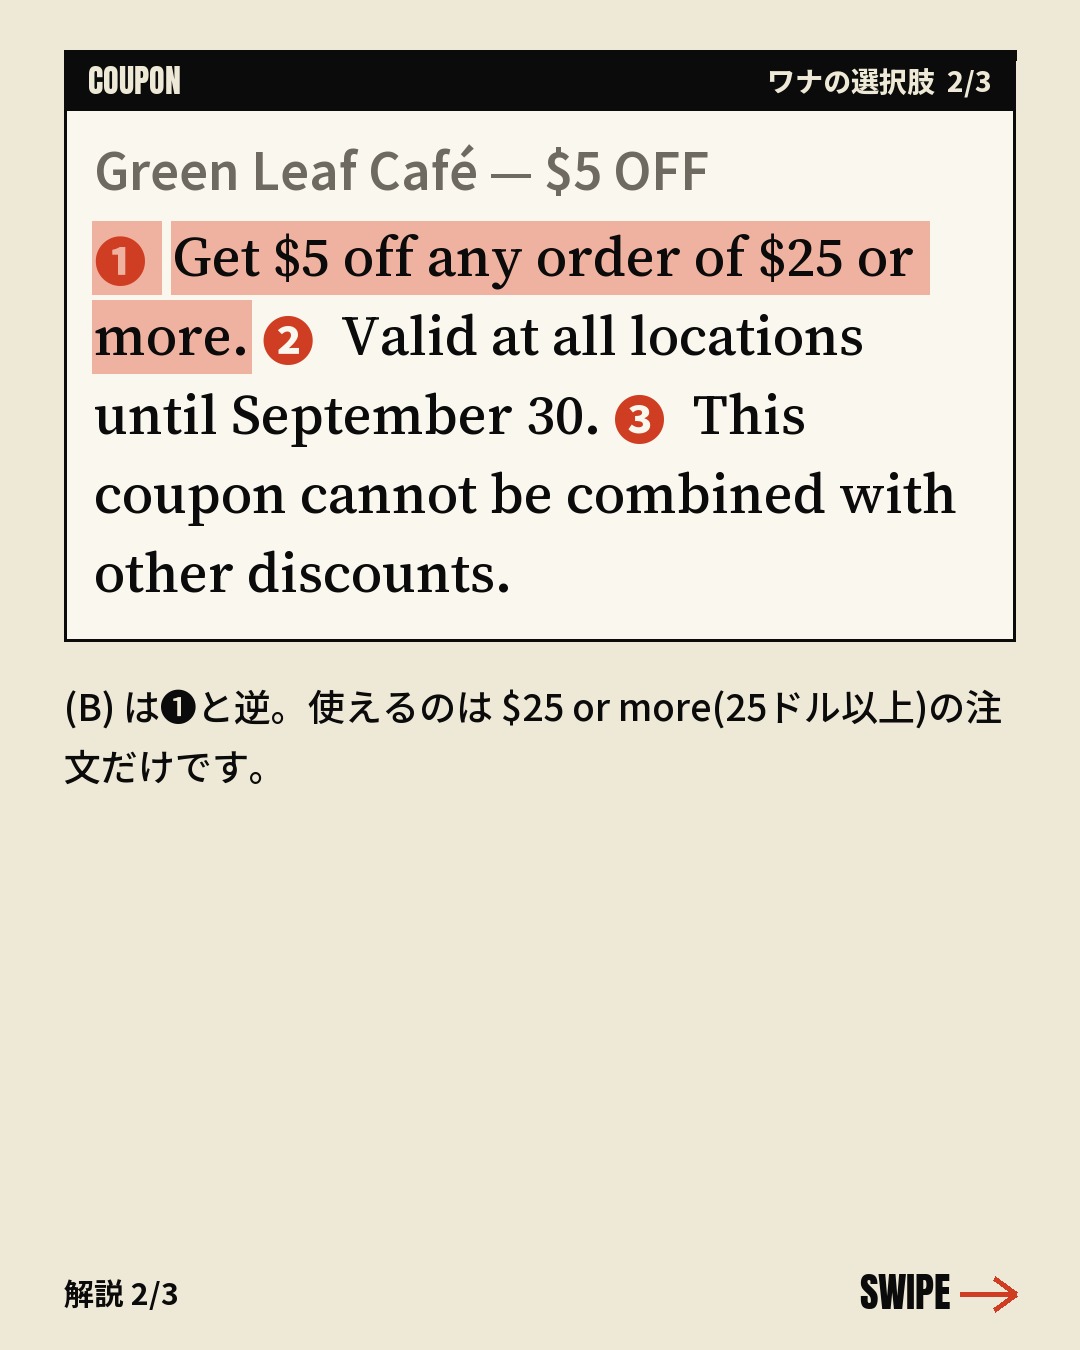 COUPON
ワナの選択肢 2/3
Green Leaf Café — $5 OFF
❶ Get $5 off any order of $25 or
more. ❷ Valid at all locations
until September 30. ❸ This
coupon cannot be combined with
other discounts.
(B) は❶と逆。使えるのは $25 or more(25ドル以上)の注
文だけです。
解説 2/3
SWIPE →